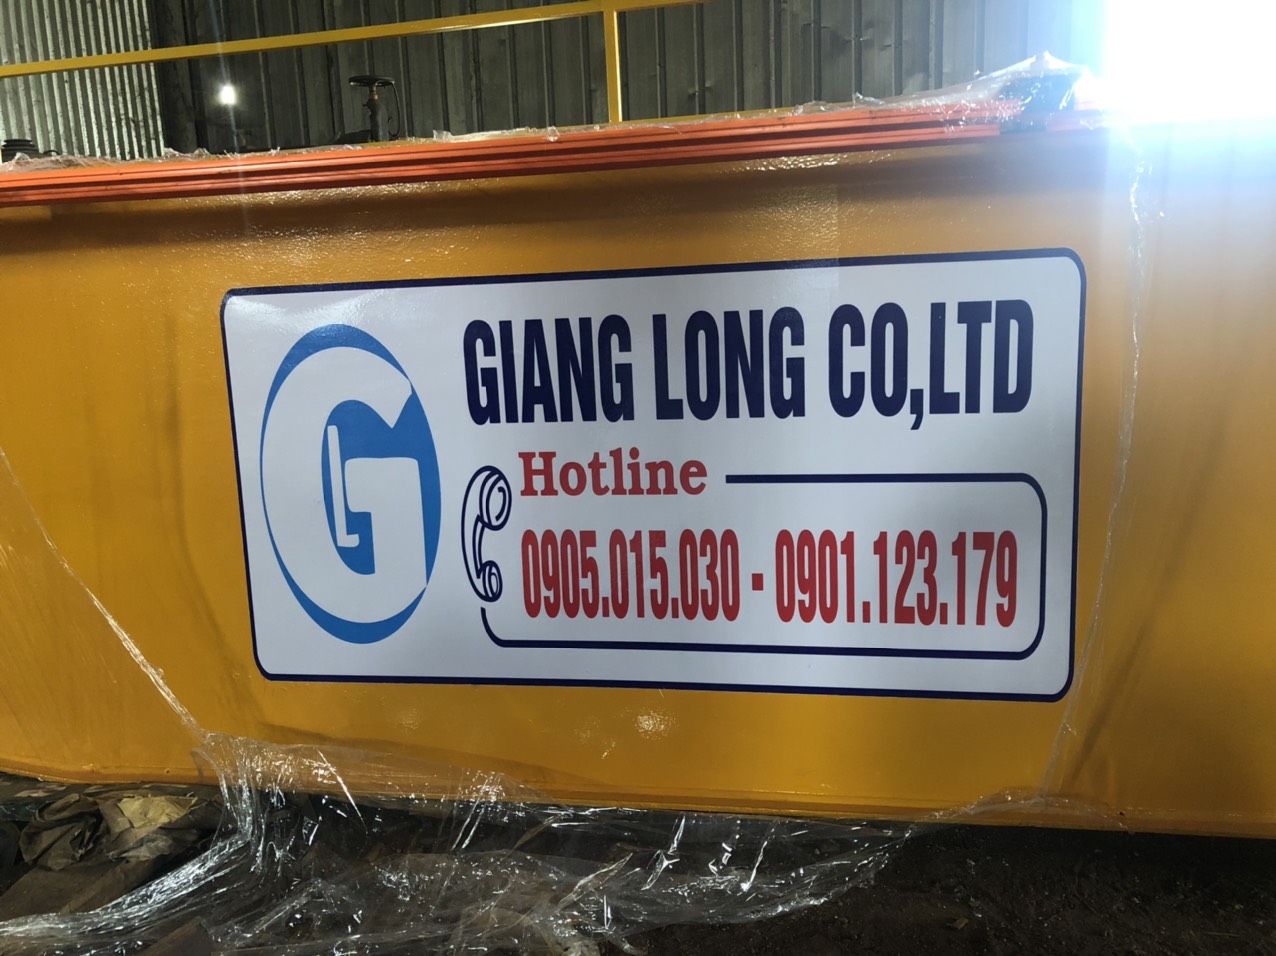 GIANG LONG CO,LTD
Hotline
0905.015.030 - 0901.123.179